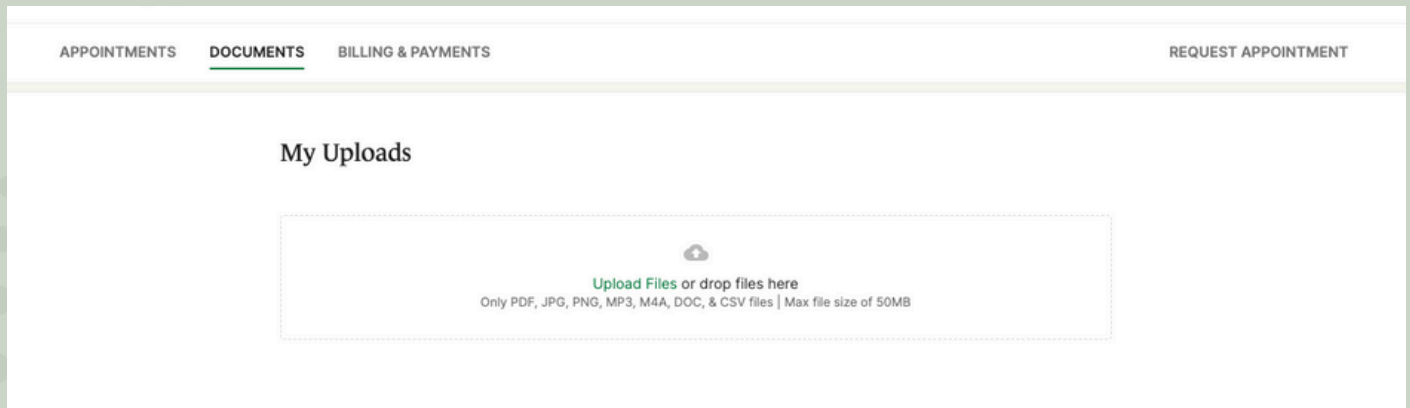 APPOINTMENTS DOCUMENTS BILLING & PAYMENTS REQUEST APPOINTMENT
My Uploads
Upload Files or drop files here
Only PDF, JPG, PNG, MP3, M4A, DOC, & CSV files | Max file size of 50MB